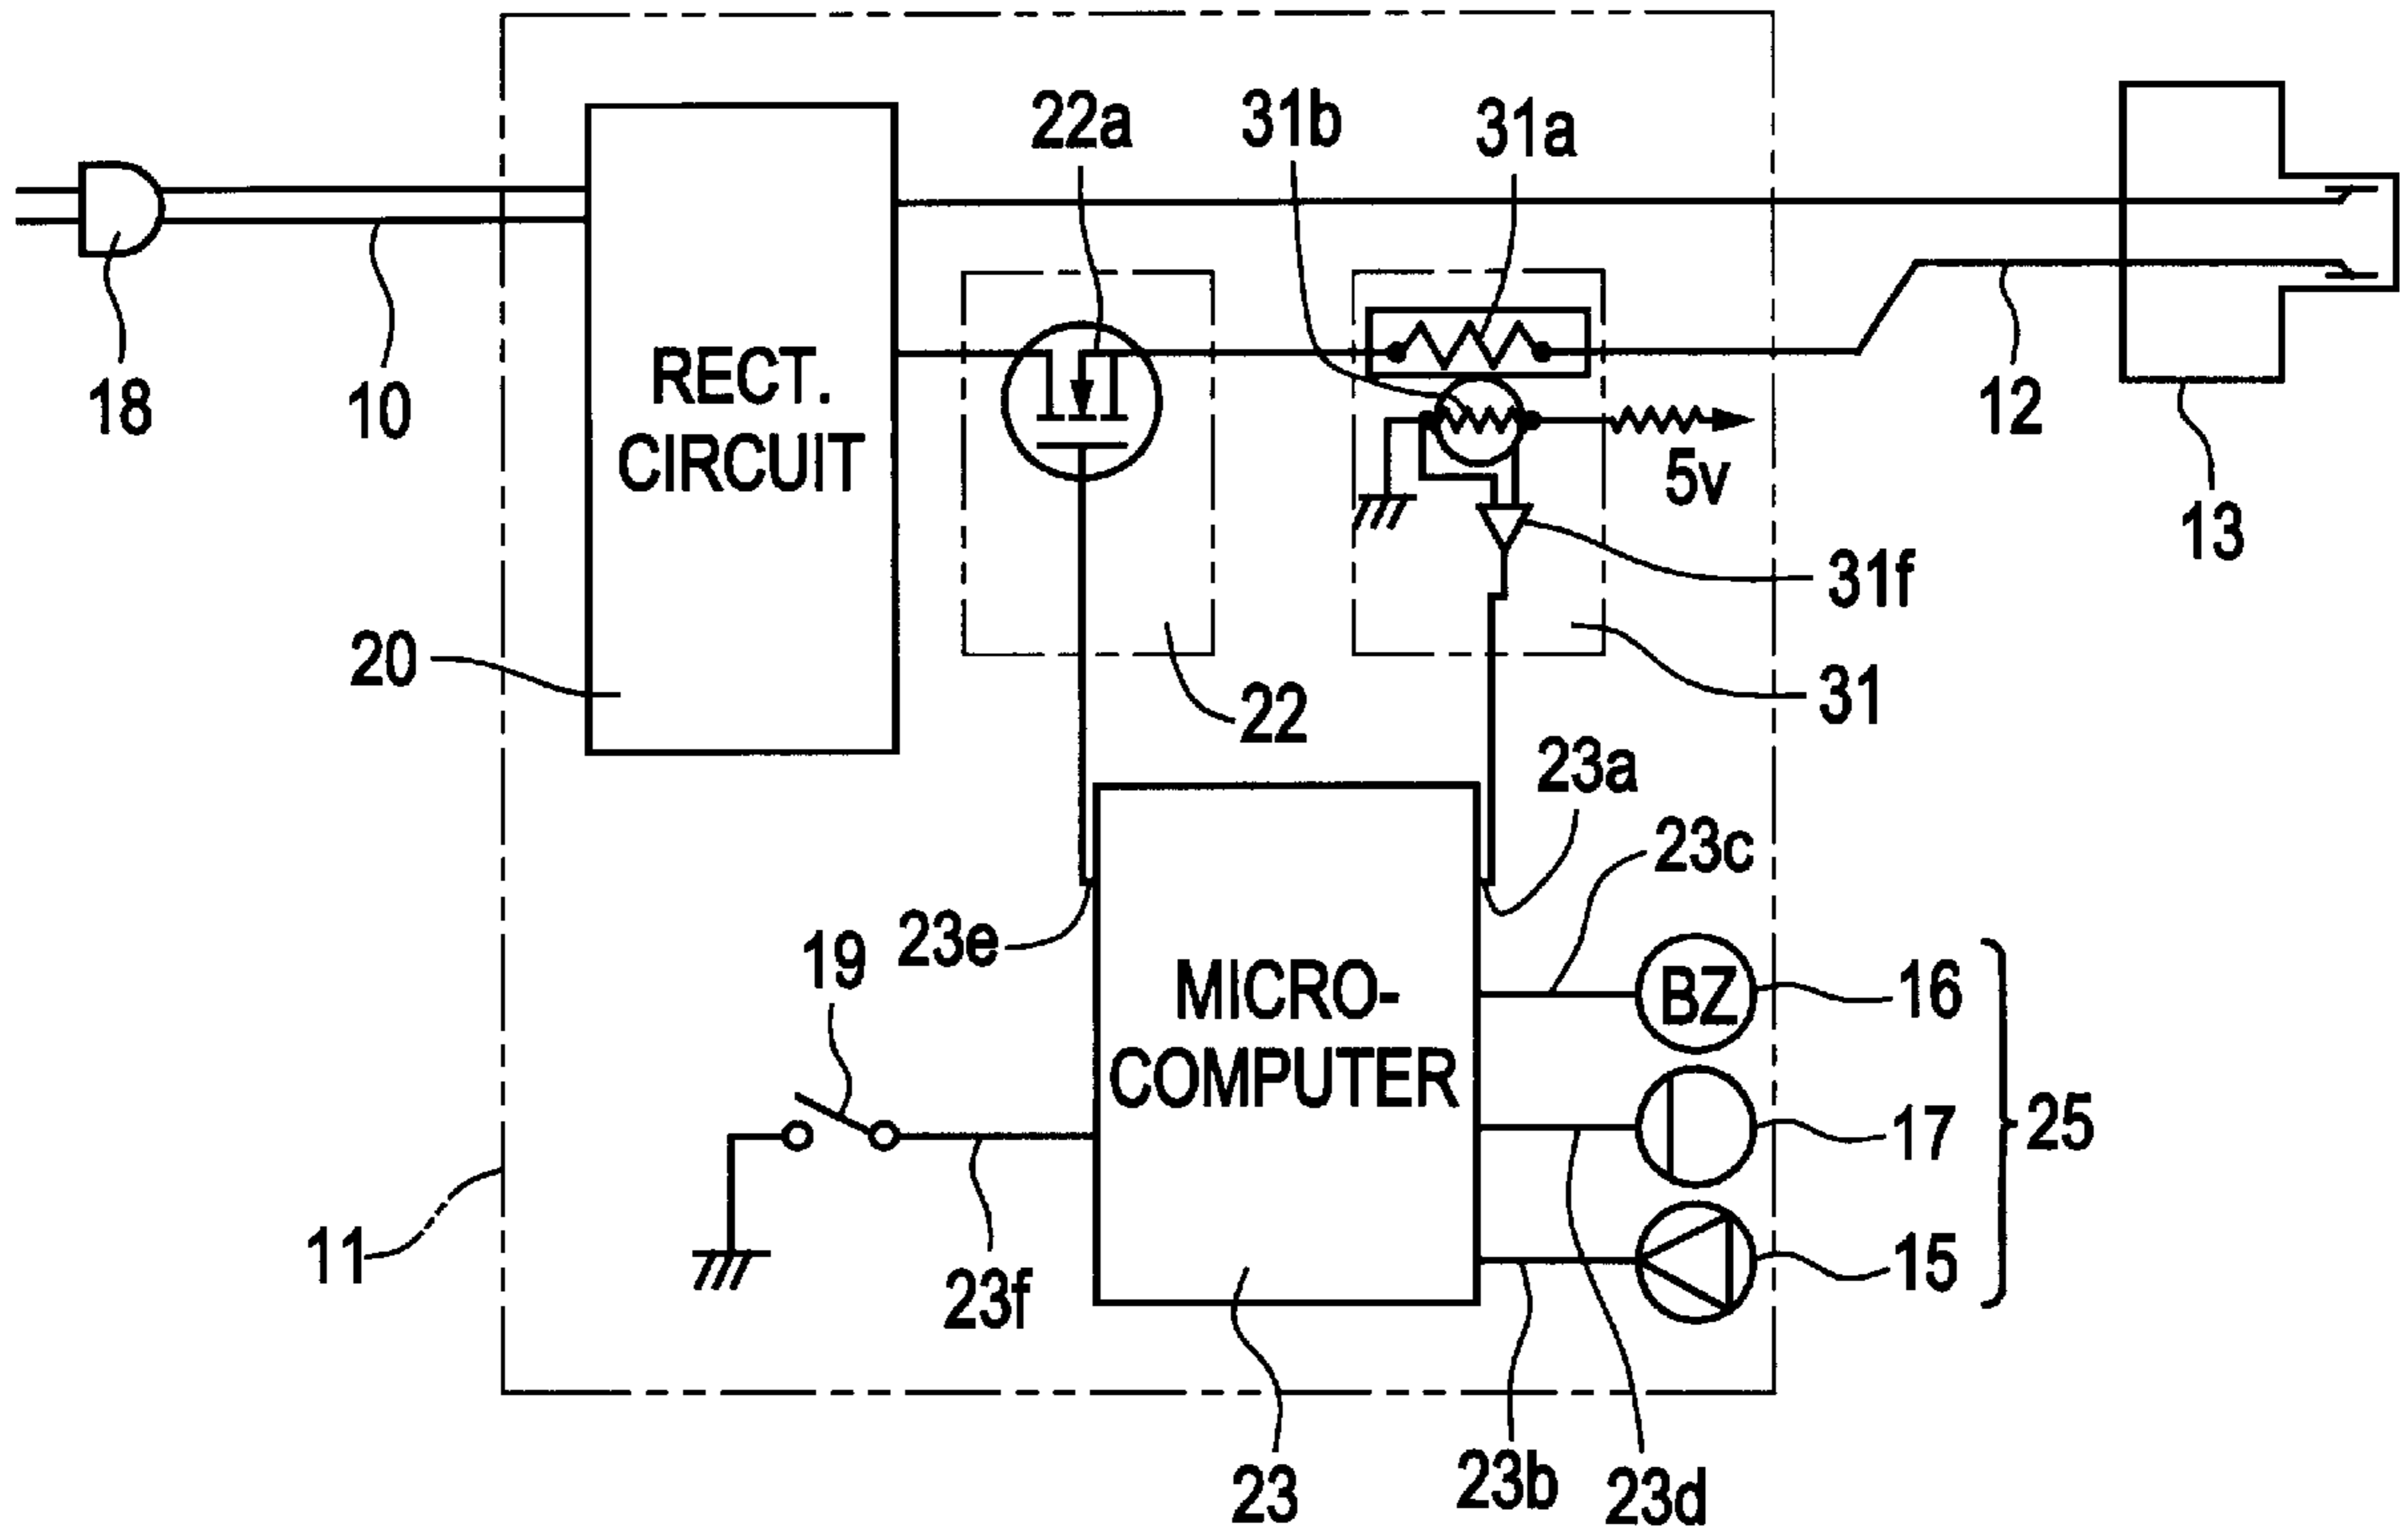 22a
31b
31a
18
10
RECT.
CIRCUIT
12
5v
13
31f
20
22
31
23a
23c
23e
19
MICRO-
COMPUTER
BZ
16
17
25
15
11
23f
23
23b
23d